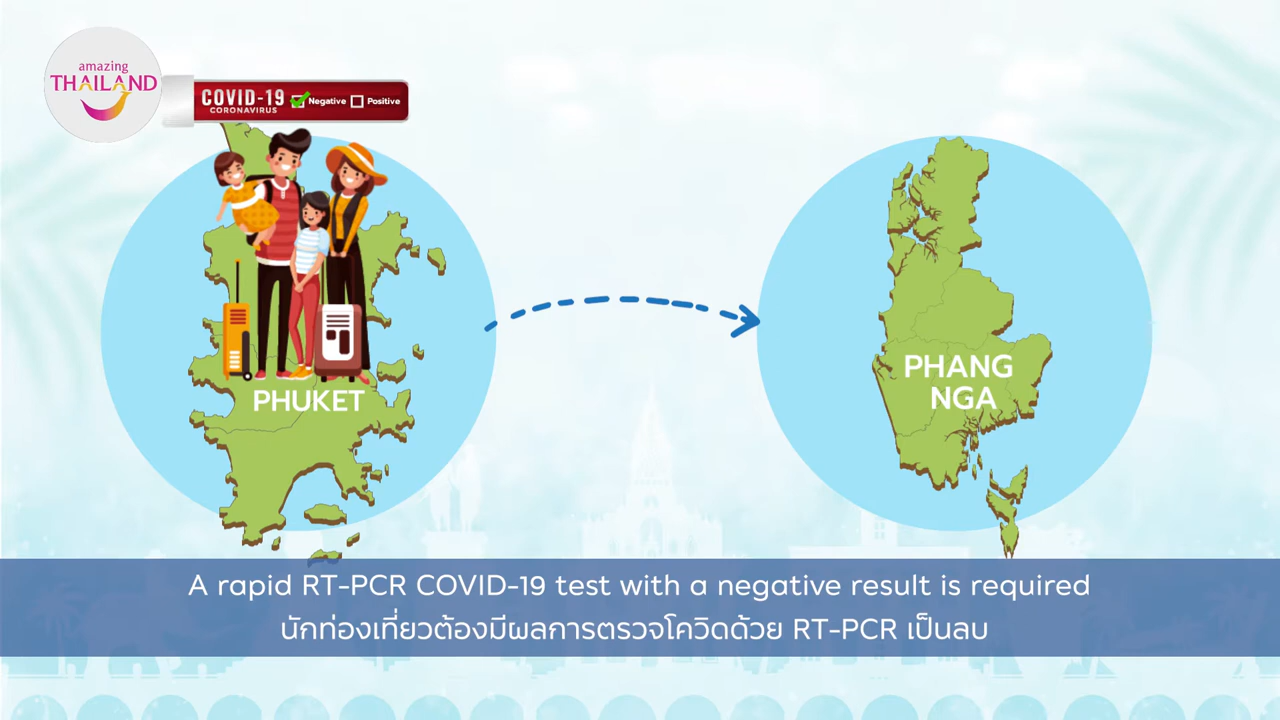 amazing
THAILAND
COVID-19
CORONAVIRUS
Negative
Positive
PHUKET
PHANG
NGA
A rapid RT-PCR COVID-19 test with a negative result is required
นักท่องเที่ยวต้องมีผลการตรวจโควิดด้วย RT-PCR เป็นลบ